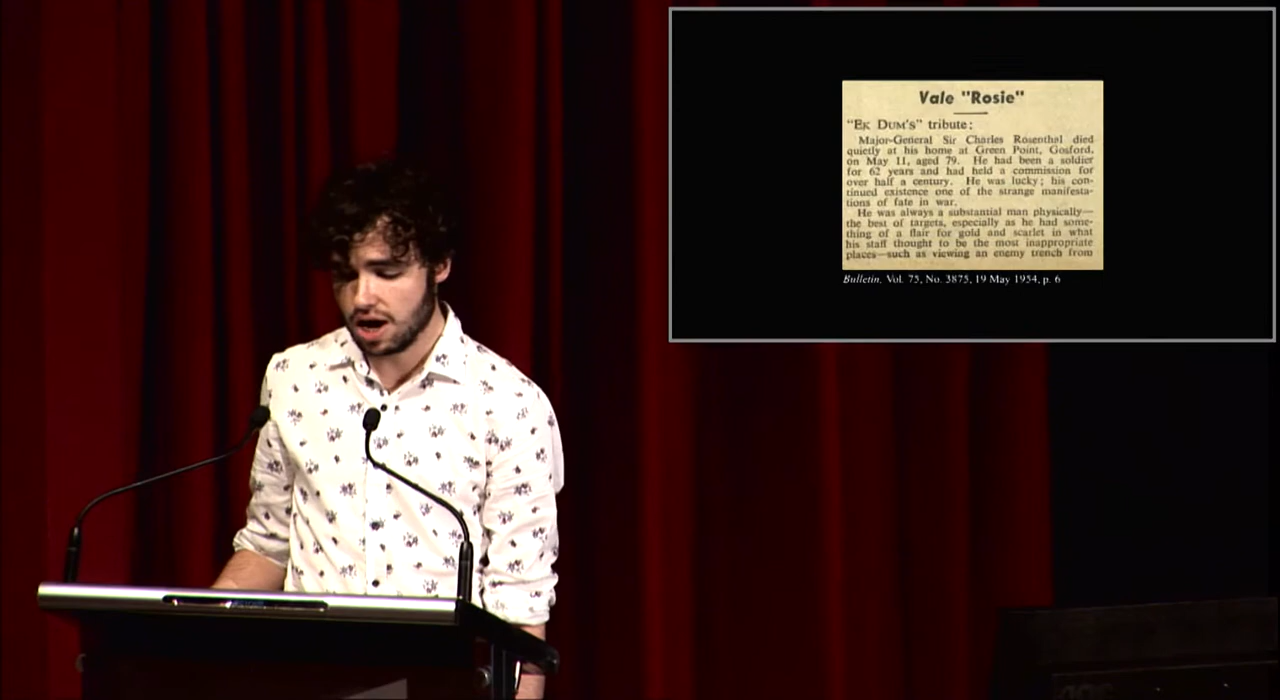 Vale "Rosie"
"EK DUM'S" tribute:
Major-General Sir Charles Rosenthal died
quietly at his home at Green Point, Gosford,
on May 11, aged 79. He had been a soldier
for 62 years and had held a commission for
over half a century. He was lucky; his con-
tinued existence one of the strange manifesta-
tions of fate in war.
He was always a substantial man physically—
the best of targets, especially as he had some-
thing of a flair for gold and scarlet in what
his staff thought to be the most inappropriate
places—such as viewing an enemy trench from
Bulletin, Vol. 75, No. 3875, 19 May 1954, p. 6